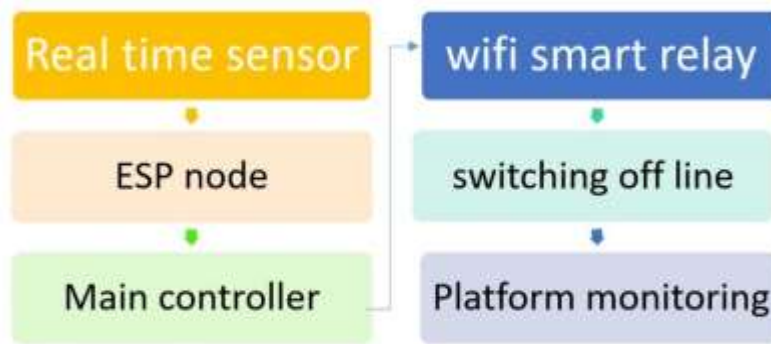 Real time sensor
ESP node
Main controller
wifi smart relay
switching off line
Platform monitoring